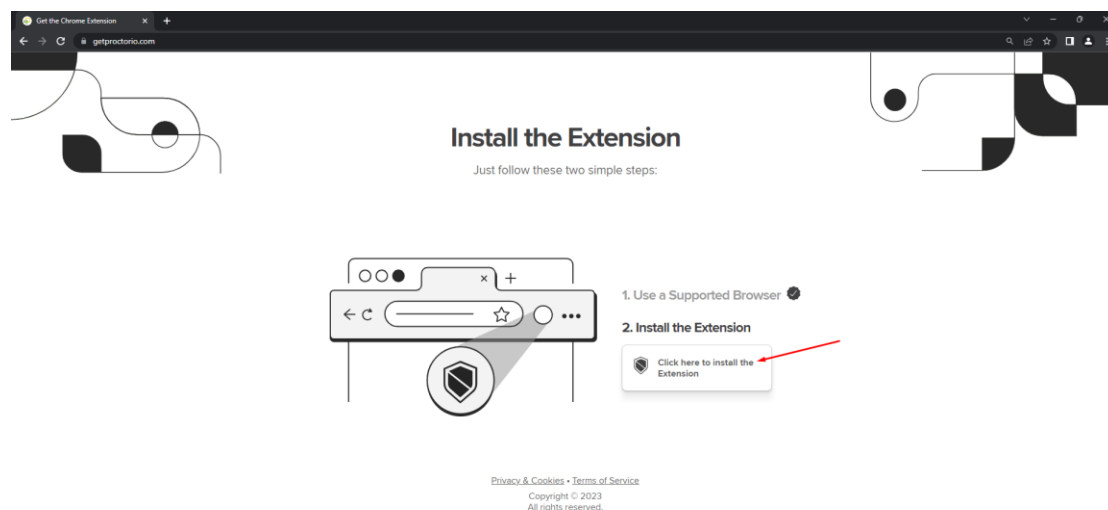 Get the Chrome Extension
getproctorio.com
Install the Extension
Just follow these two simple steps:
1. Use a Supported Browser
2. Install the Extension
Click here to install the
Extension
Privacy & Cookies • Terms of Service
Copyright © 2023
All rights reserved.